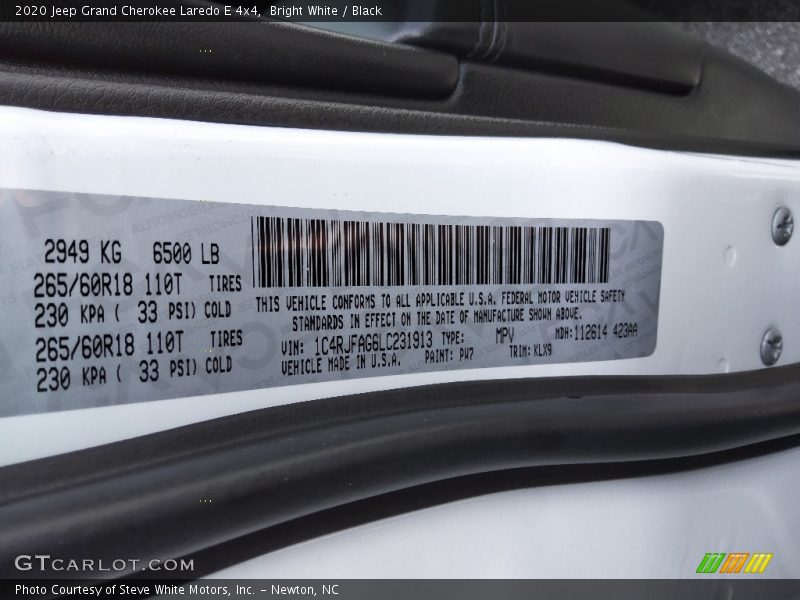 2020 Jeep Grand Cherokee Laredo E 4x4, Bright White / Black
2949 KG 6500 LB
265/60R18 110T TIRES
230 KPA ( 33 PSI) COLD
265/60R18 110T TIRES
230 KPA ( 33 PSI) COLD
THIS VEHICLE CONFORMS TO ALL APPLICABLE U.S.A. FEDERAL MOTOR VEHICLE SAFETY
STANDARDS IN EFFECT ON THE DATE OF MANUFACTURE SHOWN ABOVE.
VIN: 1C4RJFAG6LC231913 TYPE: MPV MDH: 112614 423AA
VEHICLE MADE IN U.S.A. PAINT: PW7 TRIM: KLX9
GTCARLOT.COM
Photo Courtesy of Steve White Motors, Inc. – Newton, NC